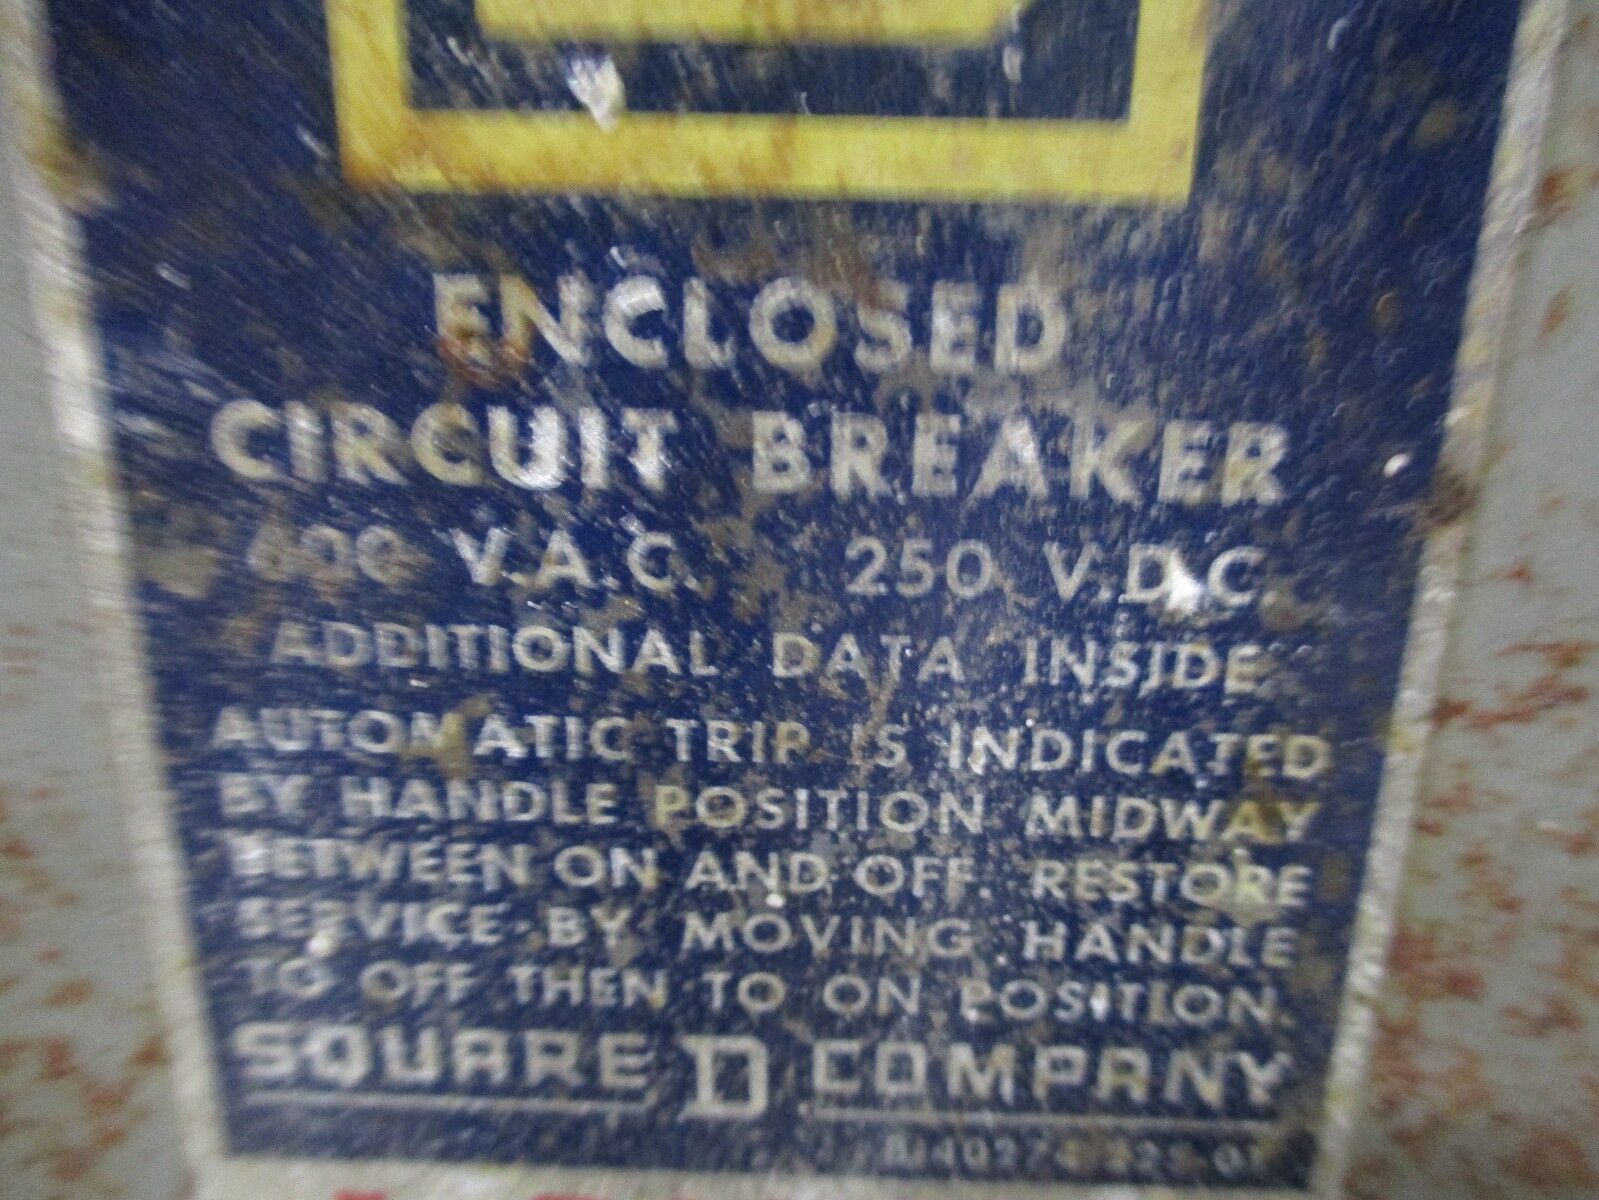 ENCLOSED
CIRCUIT BREAKER
600 V.A.C. 250 V.D.C.
ADDITIONAL DATA INSIDE
AUTOMATIC TRIP IS INDICATED
BY HANDLE POSITION MIDWAY
BETWEEN ON AND OFF. RESTORE
SERVICE BY MOVING HANDLE
TO OFF THEN TO ON POSITION.
SQUARE D COMPANY